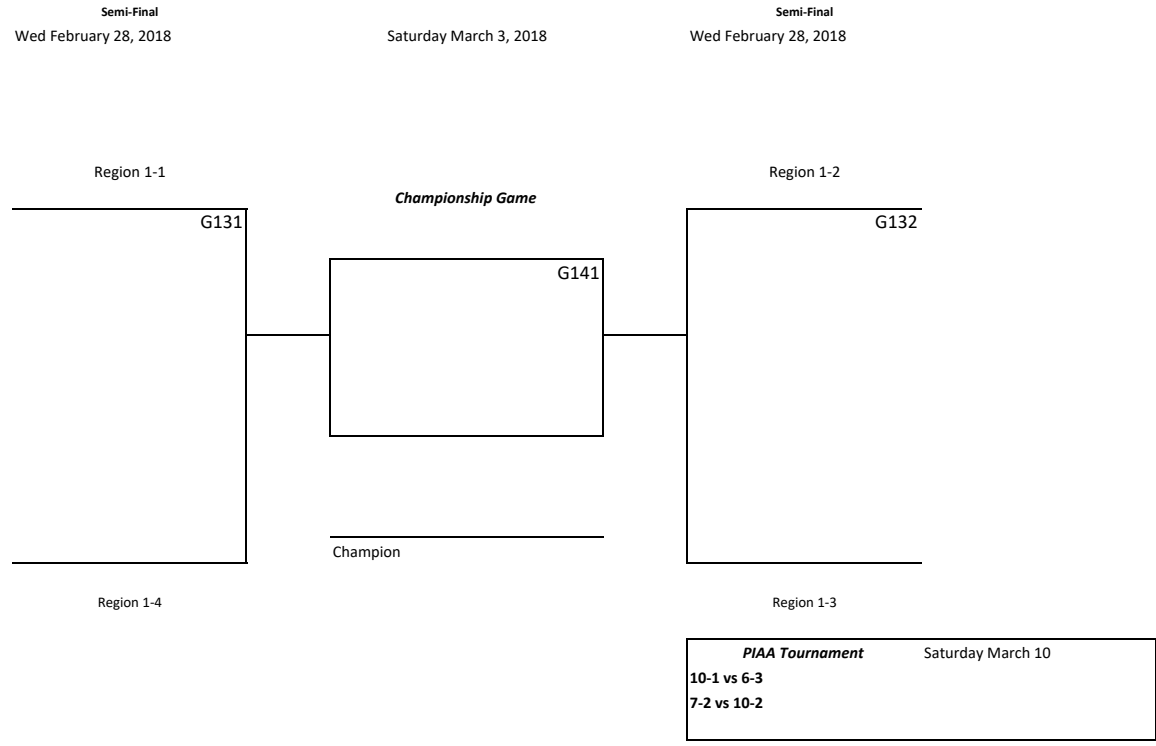 Semi-Final
Semi-Final
Wed February 28, 2018
Saturday March 3, 2018
Wed February 28, 2018
Region 1-1
Region 1-2
Championship Game
G131
G132
G141
Champion
Region 1-4
Region 1-3
PIAA Tournament Saturday March 10
10-1 vs 6-3
7-2 vs 10-2